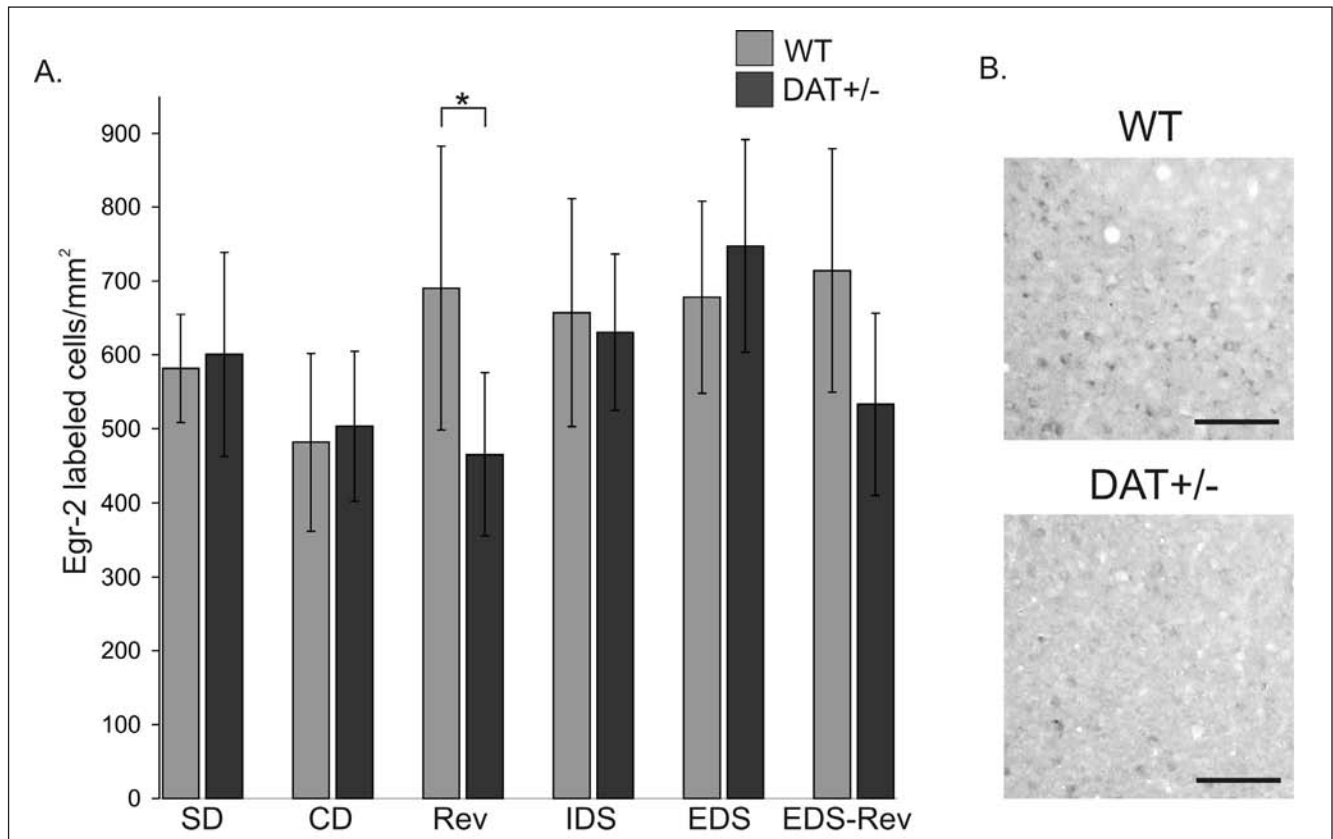 A.
WT
DAT+/-
B.
WT
DAT+/-
*
Egr-2 labeled cells/mm²
900
800
700
600
500
400
300
200
100
0
SD CD Rev IDS EDS EDS-Rev